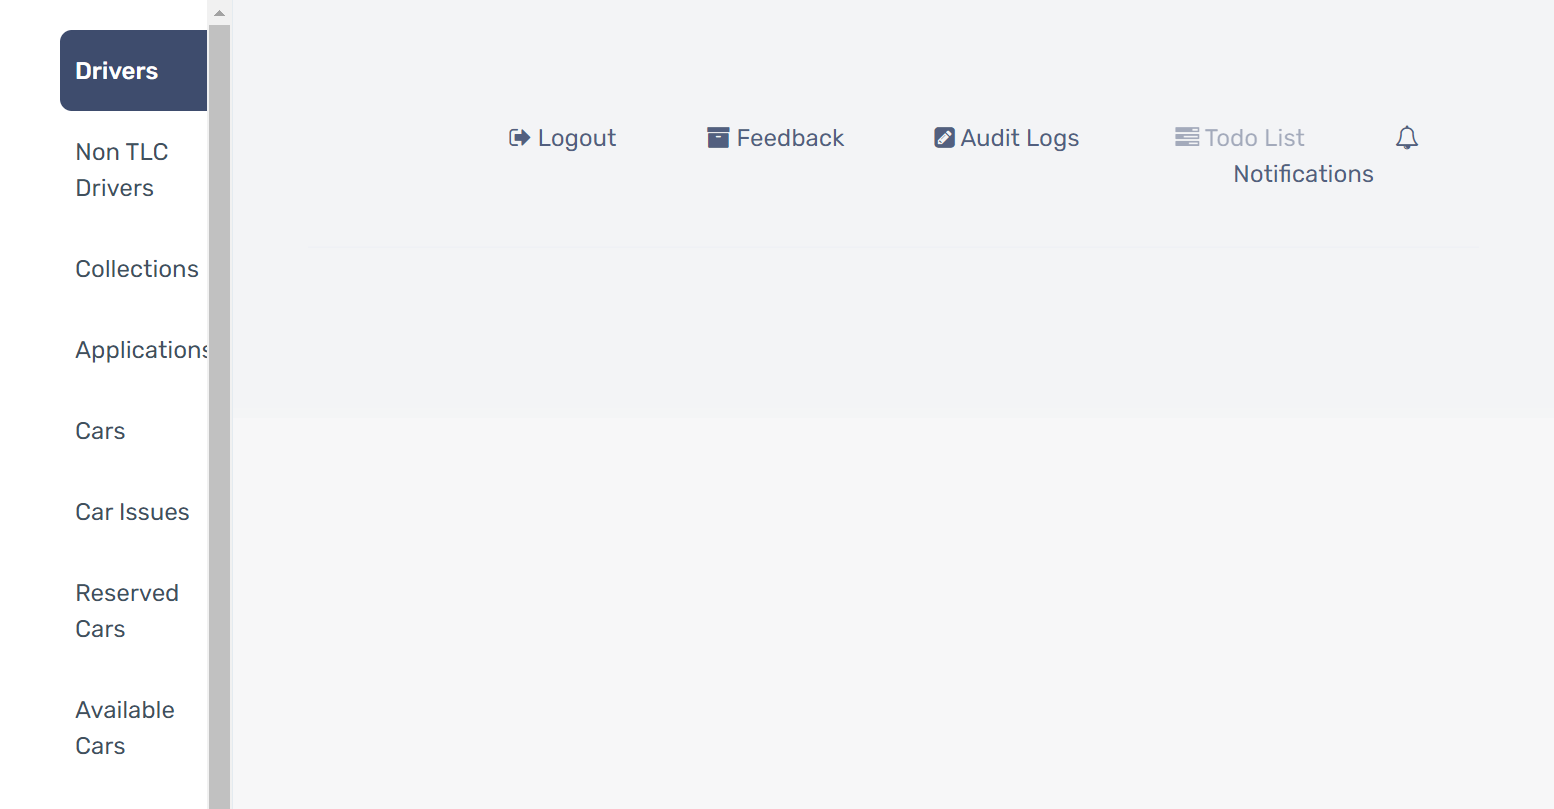 Drivers
Non TLC
Drivers
Collections
Applications
Cars
Car Issues
Reserved
Cars
Available
Cars
Logout
Feedback
Audit Logs
Todo List
Notifications